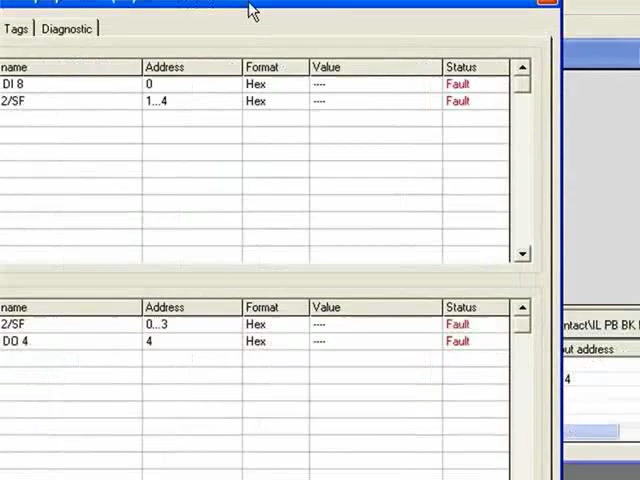 Tags Diagnostic
name Address Format Value Status
DI 8 0 Hex ---- Fault
2/SF 1...4 Hex ---- Fault
name Address Format Value Status
2/SF 0...3 Hex ---- Fault
DO 4 4 Hex ---- Fault
ntact\IL PB BK
out address
4